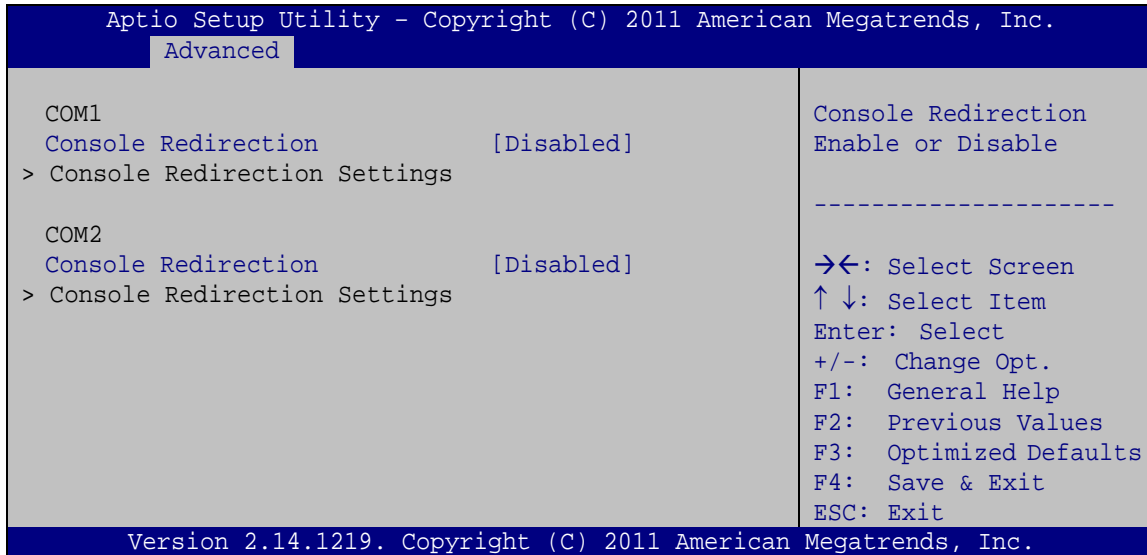 Aptio Setup Utility – Copyright (C) 2011 American Megatrends, Inc.
Advanced
COM1
Console Redirection [Disabled]
> Console Redirection Settings
COM2
Console Redirection [Disabled]
> Console Redirection Settings
Console Redirection
Enable or Disable
---------------------
→←: Select Screen
↑ ↓: Select Item
Enter: Select
+/-: Change Opt.
F1: General Help
F2: Previous Values
F3: Optimized Defaults
F4: Save & Exit
ESC: Exit
Version 2.14.1219. Copyright (C) 2011 American Megatrends, Inc.